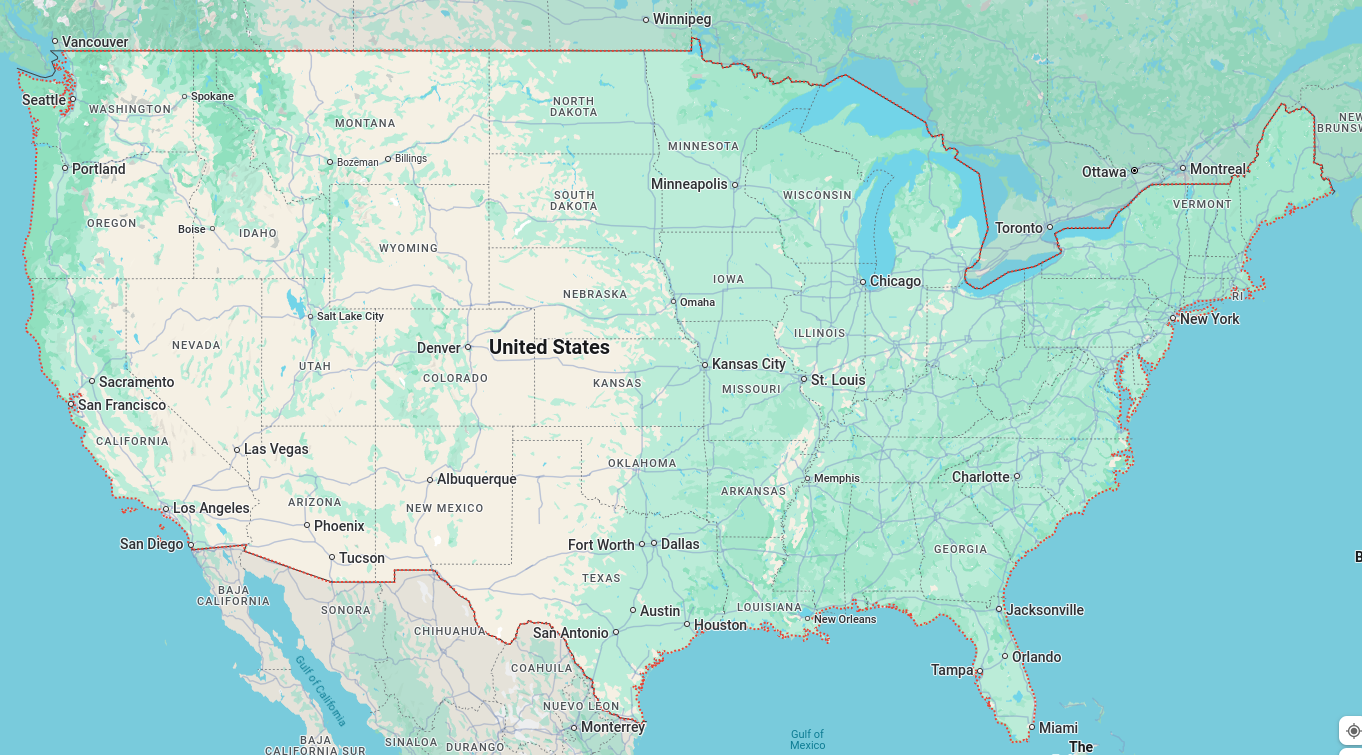 Winnipeg
Vancouver
Seattle
WASHINGTON
Spokane
MONTANA
NORTH
DAKOTA
Bozeman
Billings
MINNESOTA
Portland
Minneapolis
SOUTH
DAKOTA
WISCONSIN
Ottawa
Montreal
NEW
BRUNSW
VERMONT
OREGON
Boise
IDAHO
WYOMING
Toronto
IOWA
Chicago
NEBRASKA
Omaha
RI
New York
Salt Lake City
ILLINOIS
NEVADA
UTAH
Denver
United States
COLORADO
KANSAS
Kansas City
MISSOURI
St. Louis
Sacramento
San Francisco
CALIFORNIA
Las Vegas
OKLAHOMA
Albuquerque
ARIZONA
NEW MEXICO
ARKANSAS
Memphis
Charlotte
Los Angeles
Phoenix
San Diego
Tucson
Fort Worth
Dallas
GEORGIA
B
TEXAS
BAJA
CALIFORNIA
SONORA
CHIHUAHUA
Austin
San Antonio
Houston
LOUISIANA
New Orleans
Jacksonville
COAHUILA
Gulf of California
Orlando
Tampa
NUEVO LEON
Monterrey
Miami
Gulf of
Mexico
BAJA
CALIFORNIA SUR
SINALOA
DURANGO
The